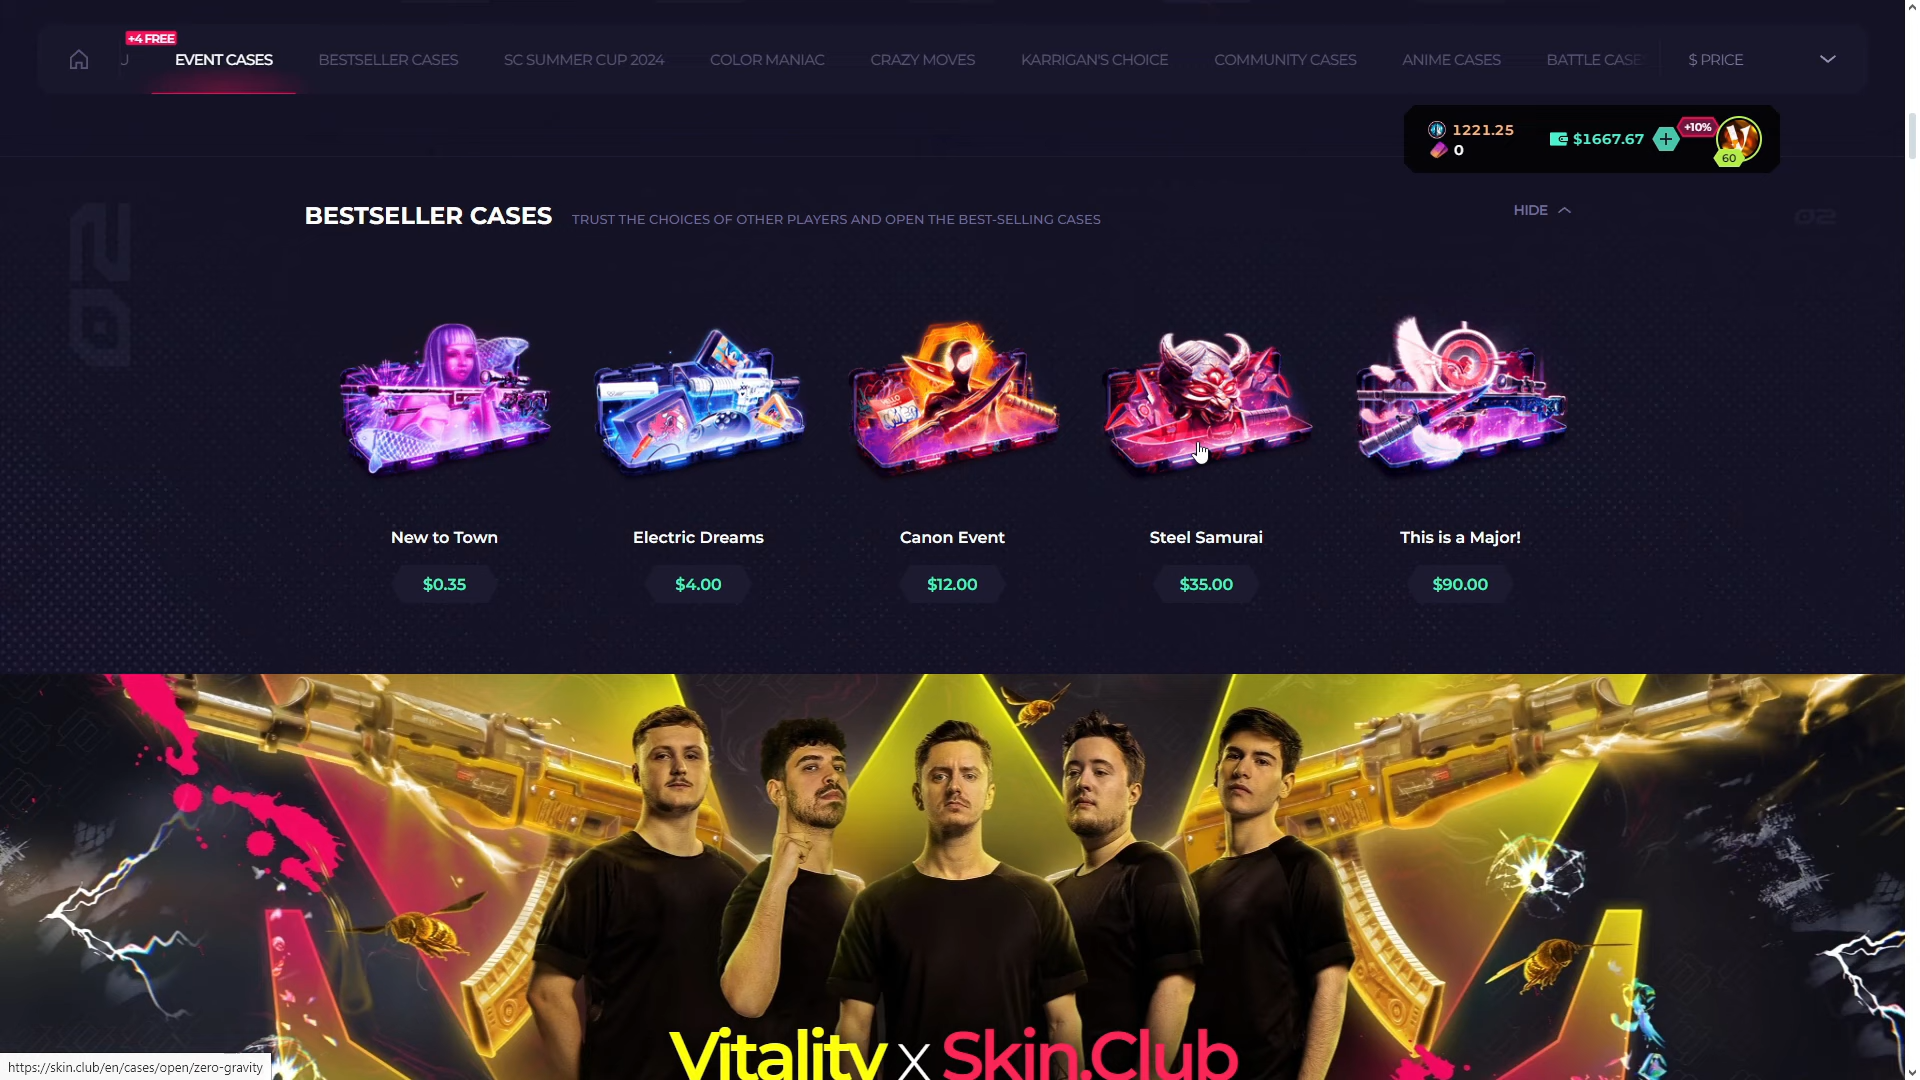 +4 FREE
U
EVENT CASES
BESTSELLER CASES
SC SUMMER CUP 2024
COLOR MANIAC
CRAZY MOVES
KARRIGAN'S CHOICE
COMMUNITY CASES
ANIME CASES
BATTLE CASE
$ PRICE
1221.25
0
$1667.67
+10%
60
BESTSELLER CASES
TRUST THE CHOICES OF OTHER PLAYERS AND OPEN THE BEST-SELLING CASES
HIDE
02
02
New to Town
Electric Dreams
Canon Event
Steel Samurai
This is a Major!
$0.35
$4.00
$12.00
$35.00
$90.00
Vitality x Skin.Club
https://skin.club/en/cases/open/zero-gravity